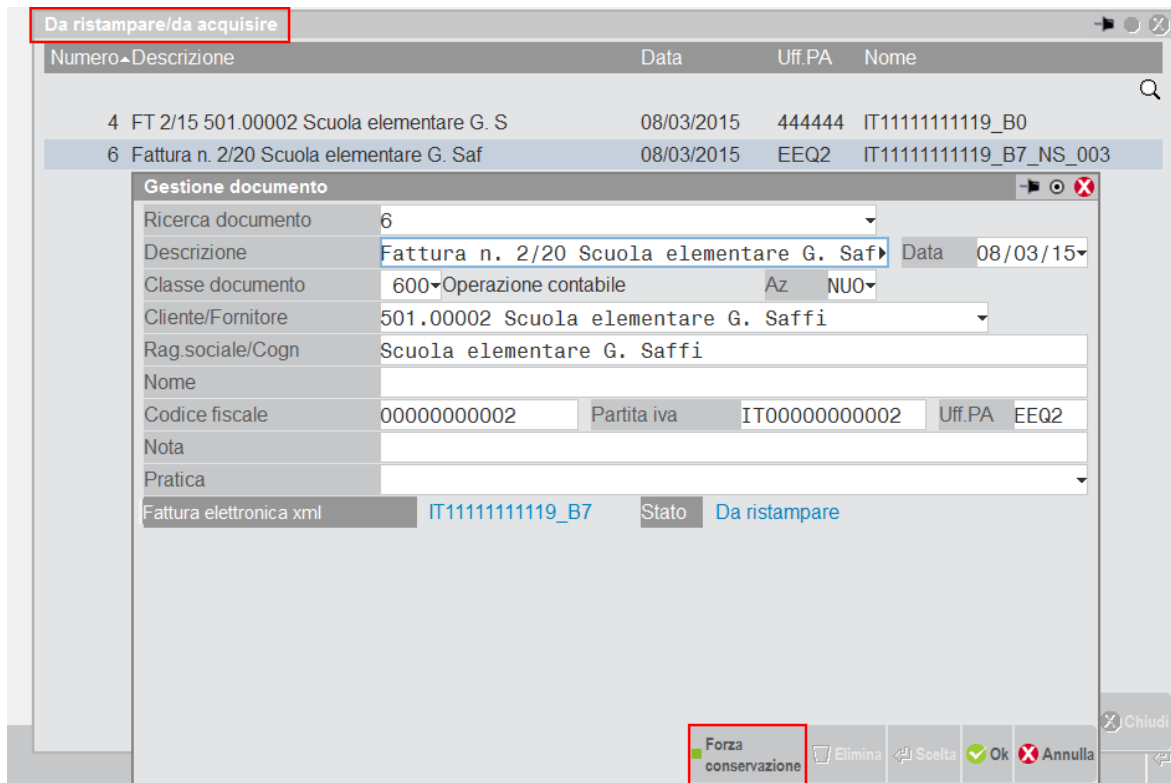 Da ristampare/da acquisire
Numero Descrizione Data Uff.PA Nome
4 FT 2/15 501.00002 Scuola elementare G. S 08/03/2015 444444 IT11111111119_B0
6 Fattura n. 2/20 Scuola elementare G. Saf 08/03/2015 EEQ2 IT11111111119_B7_NS_003
Gestione documento
Ricerca documento 6
Descrizione Fattura n. 2/20 Scuola elementare G. Saf Data 08/03/15
Classe documento 600 Operazione contabile Az NUO
Cliente/Fornitore 501.00002 Scuola elementare G. Saffi
Rag.sociale/Cogn Scuola elementare G. Saffi
Nome
Codice fiscale 00000000002 Partita iva IT00000000002 Uff.PA EEQ2
Nota
Pratica
Fattura elettronica xml IT11111111119_B7 Stato Da ristampare
Chiudi
Forza
conservazione Elimina Scelta Ok Annulla